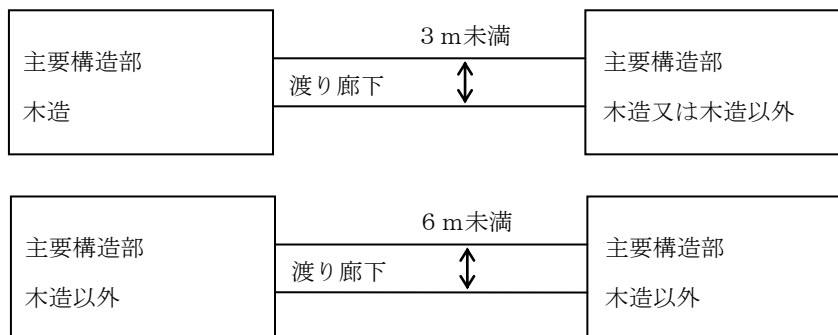 ３ｍ未満
主要構造部
木造
渡り廊下
主要構造部
木造又は木造以外
６ｍ未満
主要構造部
木造以外
渡り廊下
主要構造部
木造以外